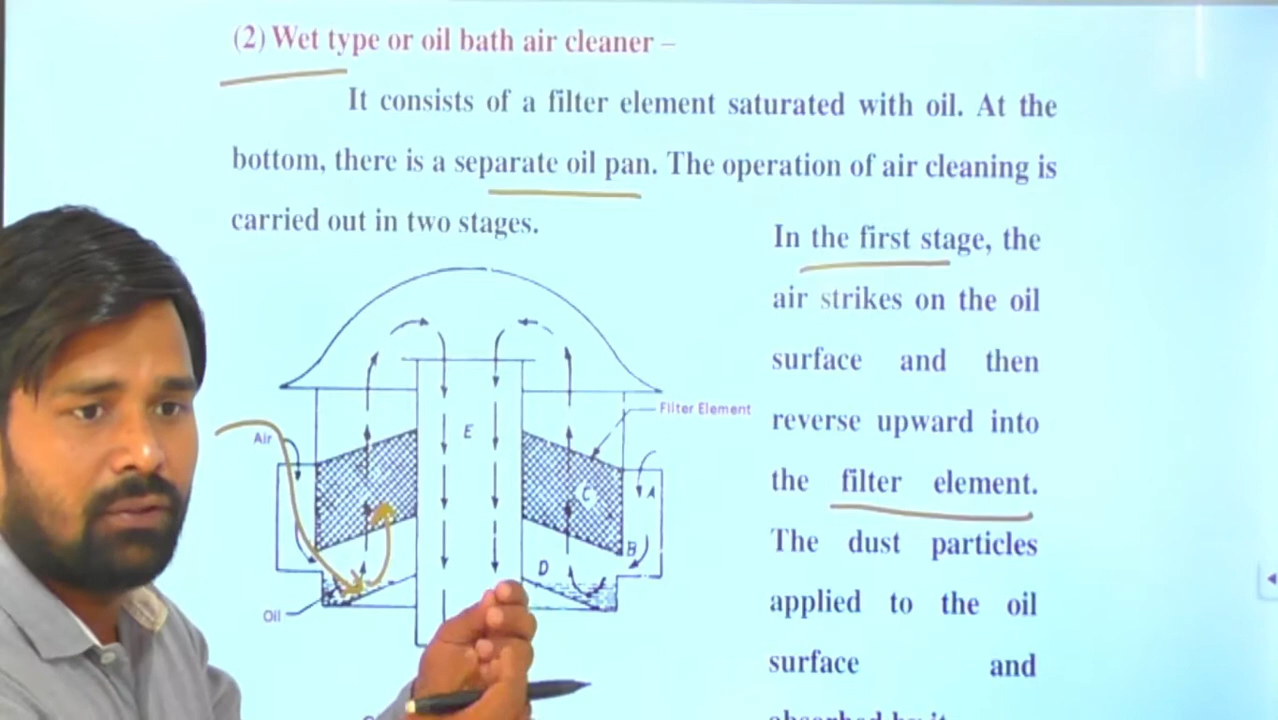 (2) Wet type or oil bath air cleaner –
It consists of a filter element saturated with oil. At the
bottom, there is a separate oil pan. The operation of air cleaning is
carried out in two stages.
In the first stage, the
air strikes on the oil
surface and then
reverse upward into
the filter element.
The dust particles
applied to the oil
surface and
absorbed by it
Filter Element
Air
E
C
A
B
D
Oil